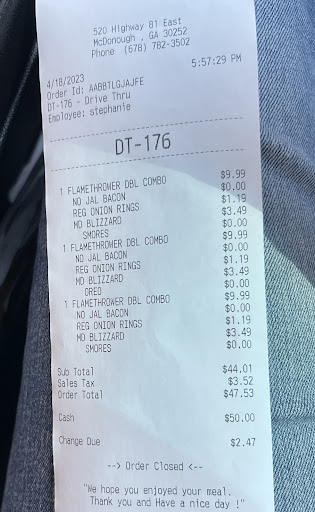 520 Highway 81 East
McDonough , GA 30252
Phone (678) 782-3502
4/18/2023 5:57:29 PM
Order Id: AABBTLGJAJFE
DT-176 - Drive Thru
Employee: stephanie
DT-176
1 FLAMETHROWER DBL COMBO $9.99
NO JAL BACON $0.00
REG ONION RINGS $1.19
MD BLIZZARD $3.49
SMORES $0.00
1 FLAMETHROWER DBL COMBO $9.99
NO JAL BACON $0.00
REG ONION RINGS $1.19
MD BLIZZARD $3.49
OREO $0.00
1 FLAMETHROWER DBL COMBO $9.99
NO JAL BACON $0.00
REG ONION RINGS $1.19
MD BLIZZARD $3.49
SMORES $0.00
Sub Total $44.01
Sales Tax $3.52
Order Total $47.53
Cash $50.00
Change Due $2.47
--> Order Closed <--
"We hope you enjoyed your meal.
Thank you and Have a nice day !"